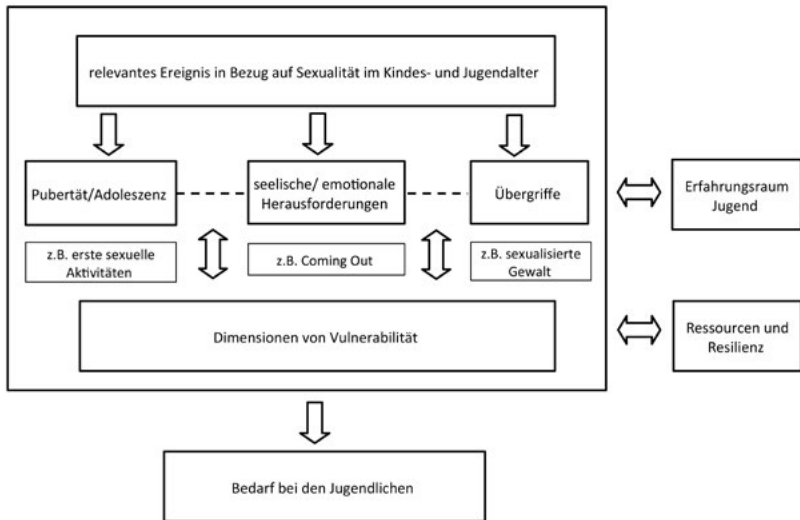 relevantes Ereignis in Bezug auf Sexualität im Kindes- und Jugendalter
Pubertät/Adoleszenz
seelische/ emotionale
Herausforderungen
Übergriffe
Erfahrungsraum
Jugend
z.B. erste sexuelle
Aktivitäten
z.B. Coming Out
z.B. sexualisierte
Gewalt
Dimensionen von Vulnerabilität
Ressourcen und
Resilienz
Bedarf bei den Jugendlichen